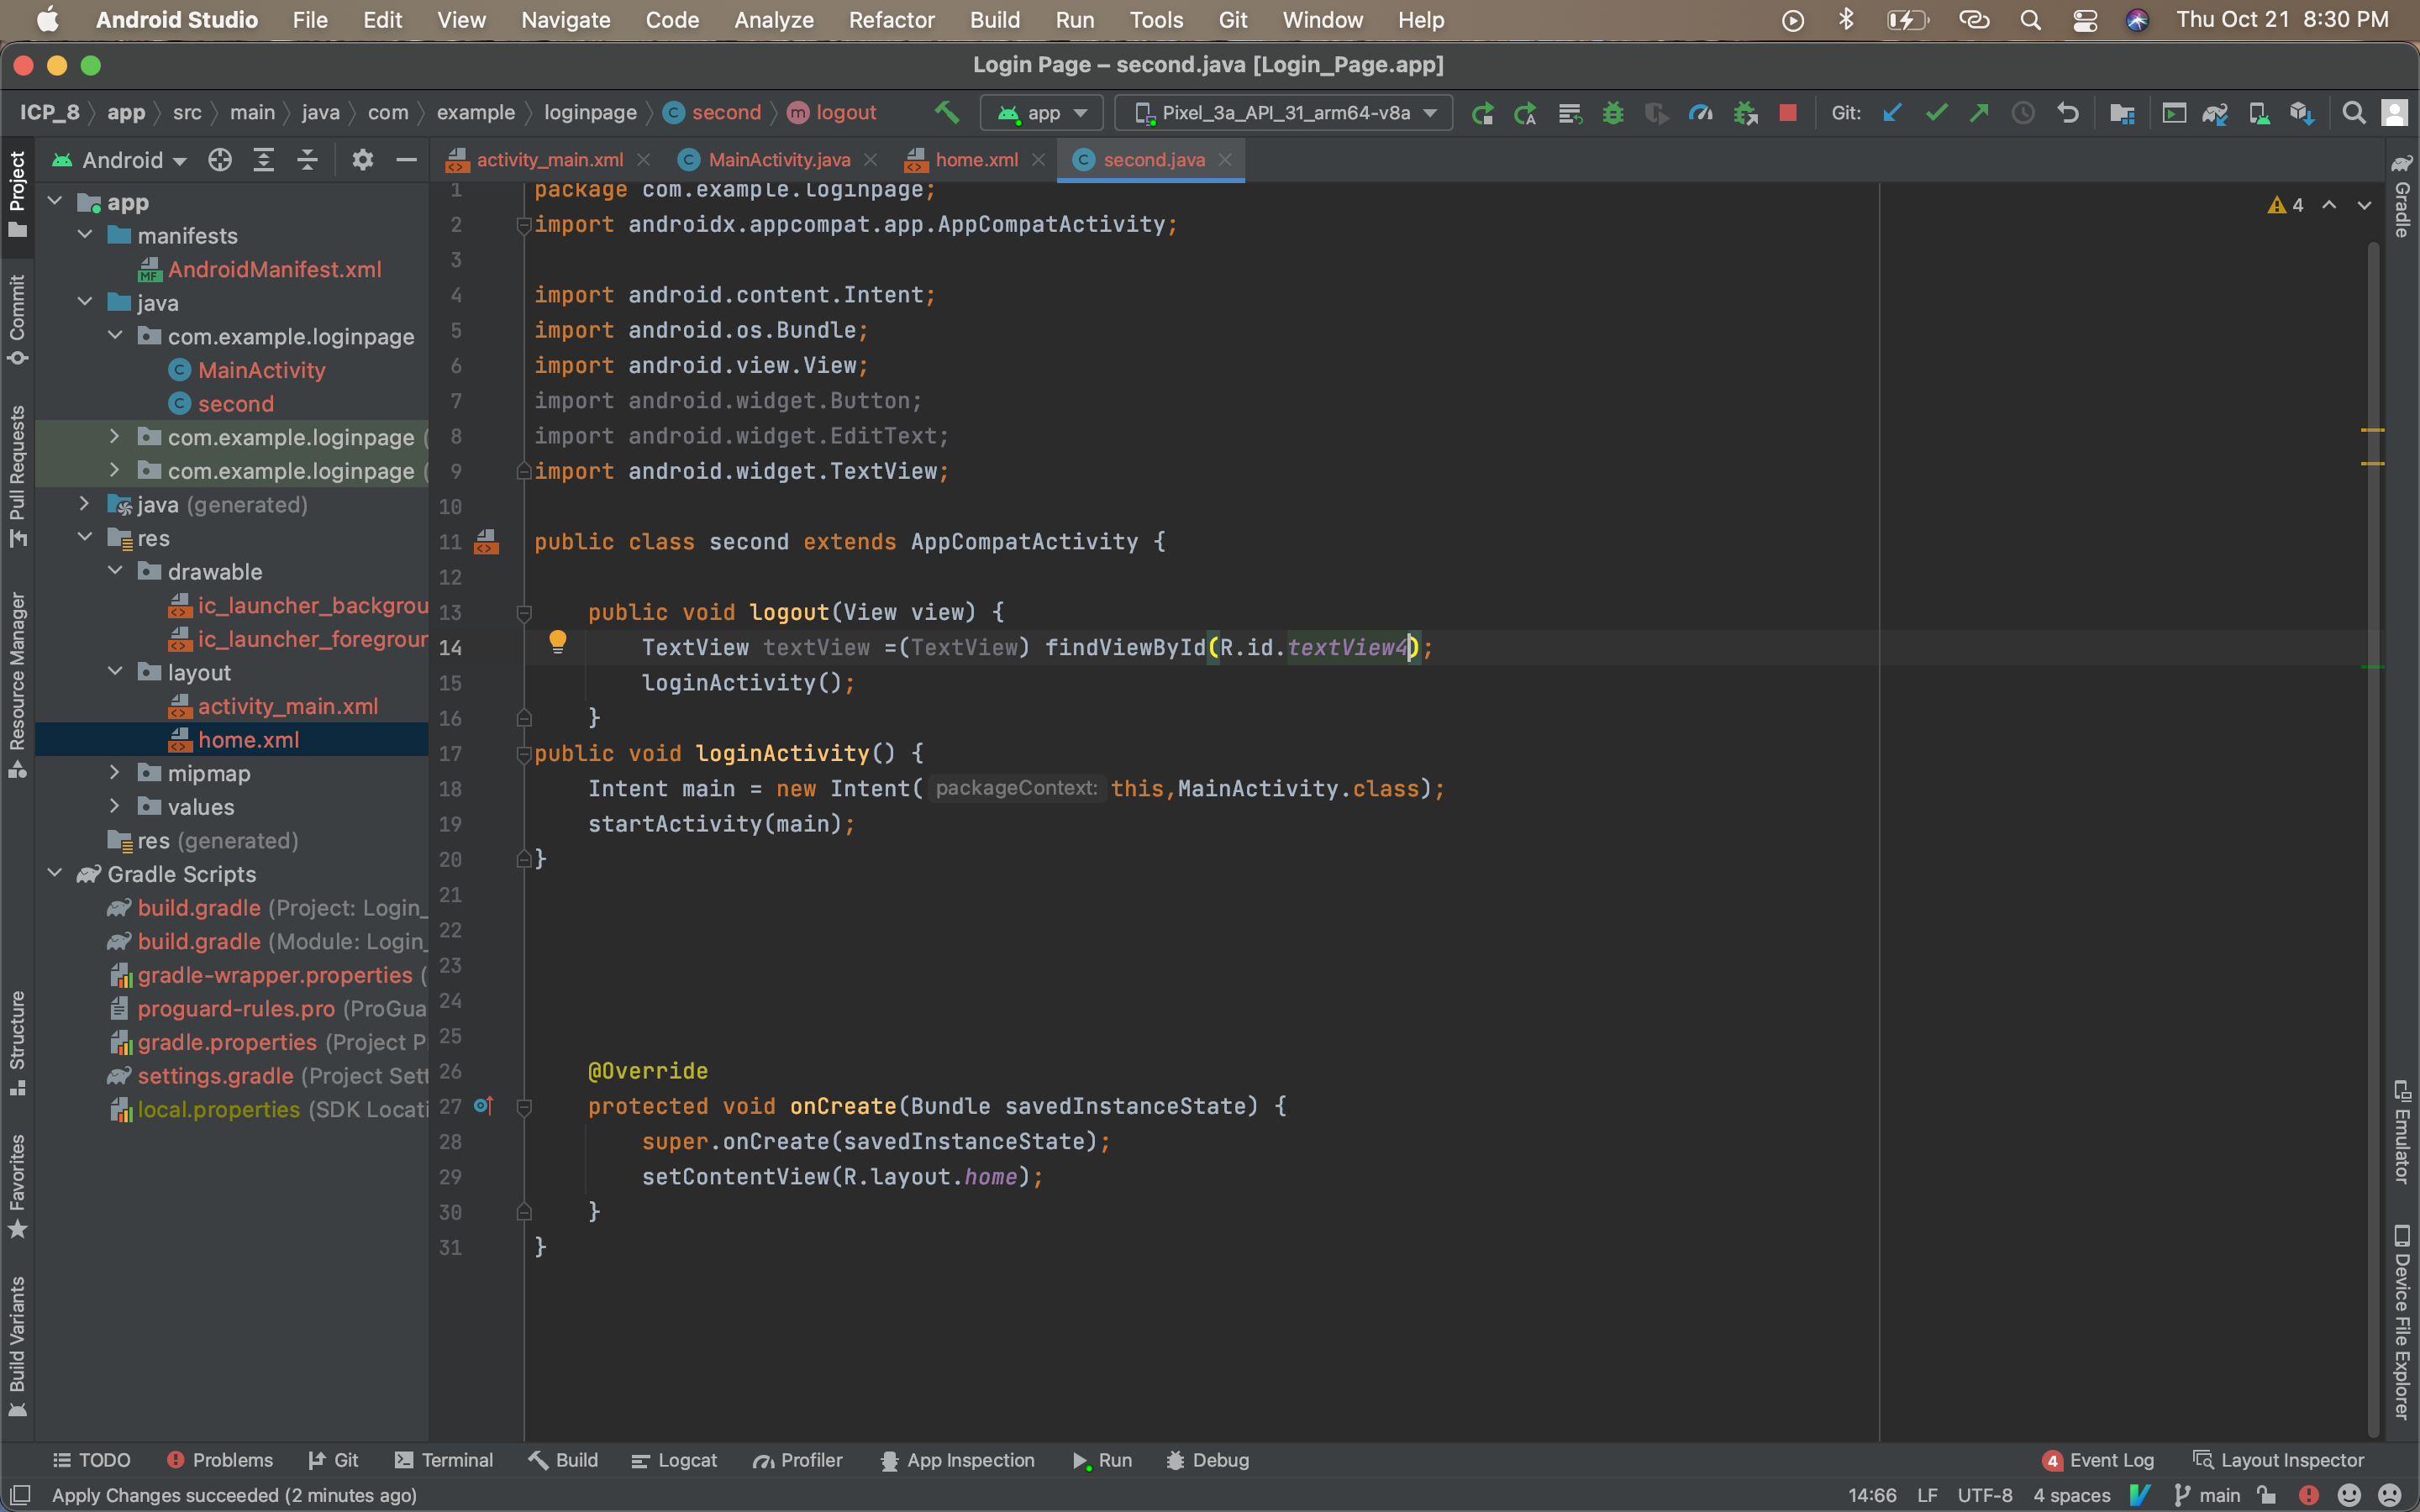 Android Studio File Edit View Navigate Code Analyze Refactor Build Run Tools Git Window Help Thu Oct 21 8:30 PM
Login Page – second.java [Login_Page.app]
ICP_8 app src main java com example loginpage second logout app Pixel_3a_API_31_arm64-v8a Git:
Android
activity_main.xml MainActivity.java home.xml second.java
Project
Commit
Pull Requests
Resource Manager
Structure
Favorites
Build Variants
app
manifests
AndroidManifest.xml
java
com.example.loginpage
MainActivity
second
com.example.loginpage (
com.example.loginpage (
java (generated)
res
drawable
ic_launcher_backgrou
ic_launcher_foregrour
layout
activity_main.xml
home.xml
mipmap
values
res (generated)
Gradle Scripts
build.gradle (Project: Login_
build.gradle (Module: Login_
gradle-wrapper.properties (
proguard-rules.pro (ProGua
gradle.properties (Project P
settings.gradle (Project Sett
local.properties (SDK Locati
4
1 package com.example.loginpage;
2 import androidx.appcompat.app.AppCompatActivity;
3
4 import android.content.Intent;
5 import android.os.Bundle;
6 import android.view.View;
7 import android.widget.Button;
8 import android.widget.EditText;
9 import android.widget.TextView;
10
11 public class second extends AppCompatActivity {
12
13 public void logout(View view) {
14 TextView textView =(TextView) findViewById(R.id.textView4);
15 loginActivity();
16 }
17 public void loginActivity() {
18 Intent main = new Intent( packageContext: this,MainActivity.class);
19 startActivity(main);
20 }
21
22
23
24
25
26 @Override
27 protected void onCreate(Bundle savedInstanceState) {
28 super.onCreate(savedInstanceState);
29 setContentView(R.layout.home);
30 }
31 }
Gradle
Emulator
Device File Explorer
TODO Problems Git Terminal Build Logcat Profiler App Inspection Run Debug 4 Event Log Layout Inspector
Apply Changes succeeded (2 minutes ago) 14:66 LF UTF-8 4 spaces main